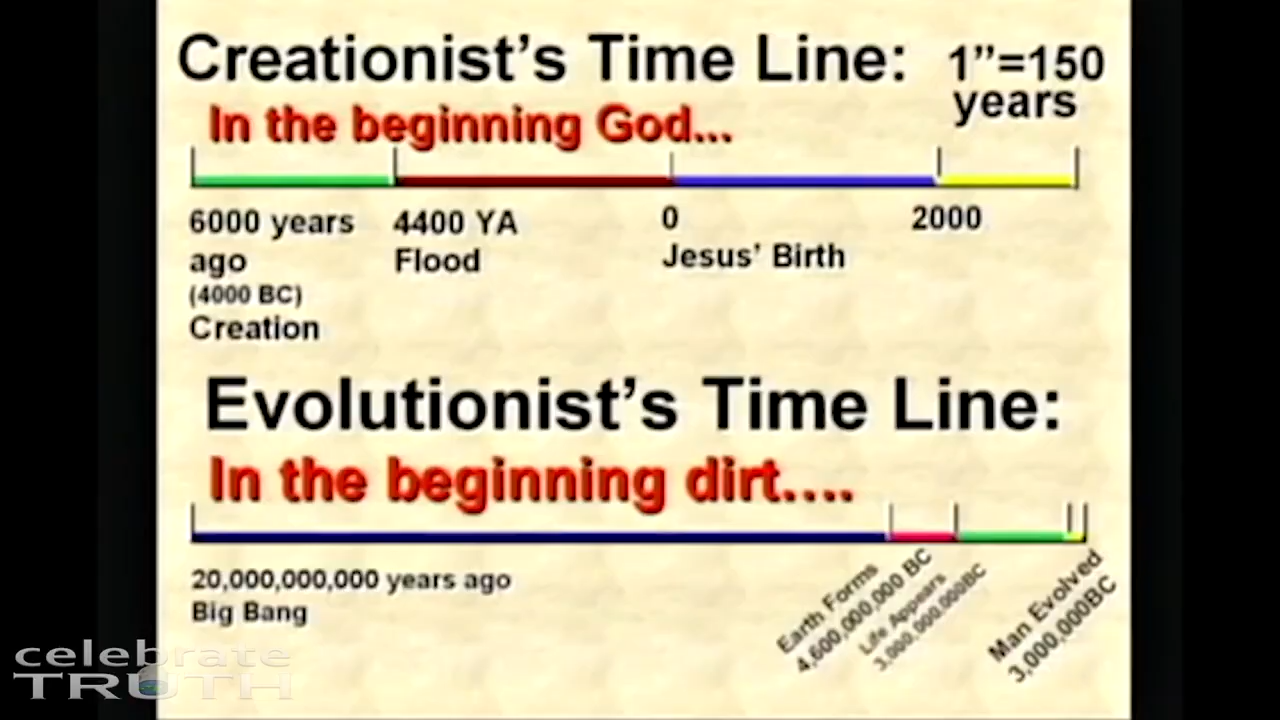 Creationist's Time Line:
1”=150
years
In the beginning God...
6000 years
ago
(4000 BC)
Creation
4400 YA
Flood
0
Jesus’ Birth
2000
Evolutionist’s Time Line:
In the beginning dirt....
20,000,000,000 years ago
Big Bang
Earth Forms
4,600,000,000 BC
Life Appears
3,000,000,000BC
Man Evolved
3,000,000BC
celebrate
TRUTH